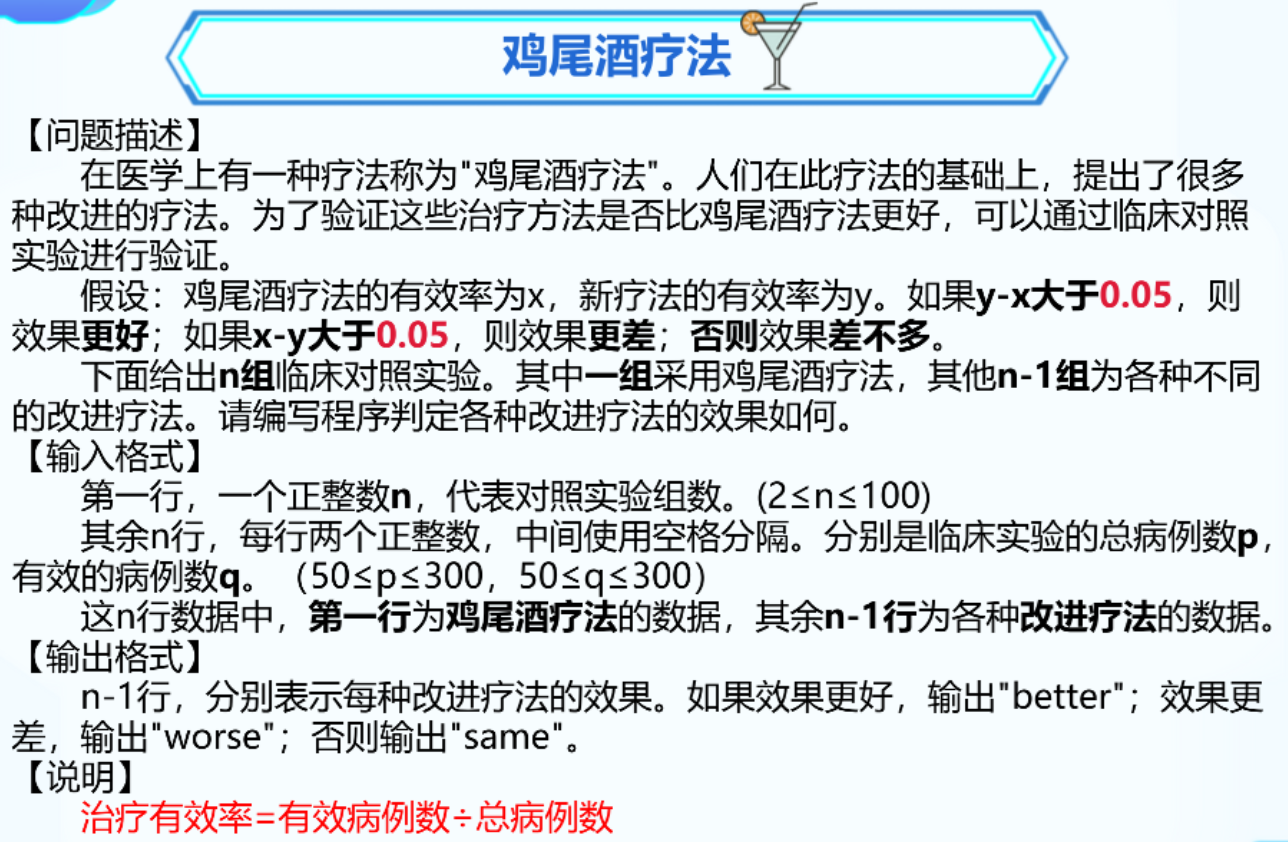 鸡尾酒疗法
【问题描述】
在医学上有一种疗法称为"鸡尾酒疗法"。人们在此疗法的基础上，提出了很多
种改进的疗法。为了验证这些治疗方法是否比鸡尾酒疗法更好，可以通过临床对照
实验进行验证。
假设：鸡尾酒疗法的有效率为x，新疗法的有效率为y。如果y-x大于0.05，则
效果更好；如果x-y大于0.05，则效果更差；否则效果差不多。
下面给出n组临床对照实验。其中一组采用鸡尾酒疗法，其他n-1组为各种不同
的改进疗法。请编写程序判定各种改进疗法的效果如何。
【输入格式】
第一行，一个正整数n，代表对照实验组数。(2≤n≤100)
其余n行，每行两个正整数，中间使用空格分隔。分别是临床实验的总病例数p，
有效的病例数q。（50≤p≤300，50≤q≤300）
这n行数据中，第一行为鸡尾酒疗法的数据，其余n-1行为各种改进疗法的数据。
【输出格式】
n-1行，分别表示每种改进疗法的效果。如果效果更好，输出"better"；效果更
差，输出"worse"；否则输出"same"。
【说明】
治疗有效率=有效病例数÷总病例数